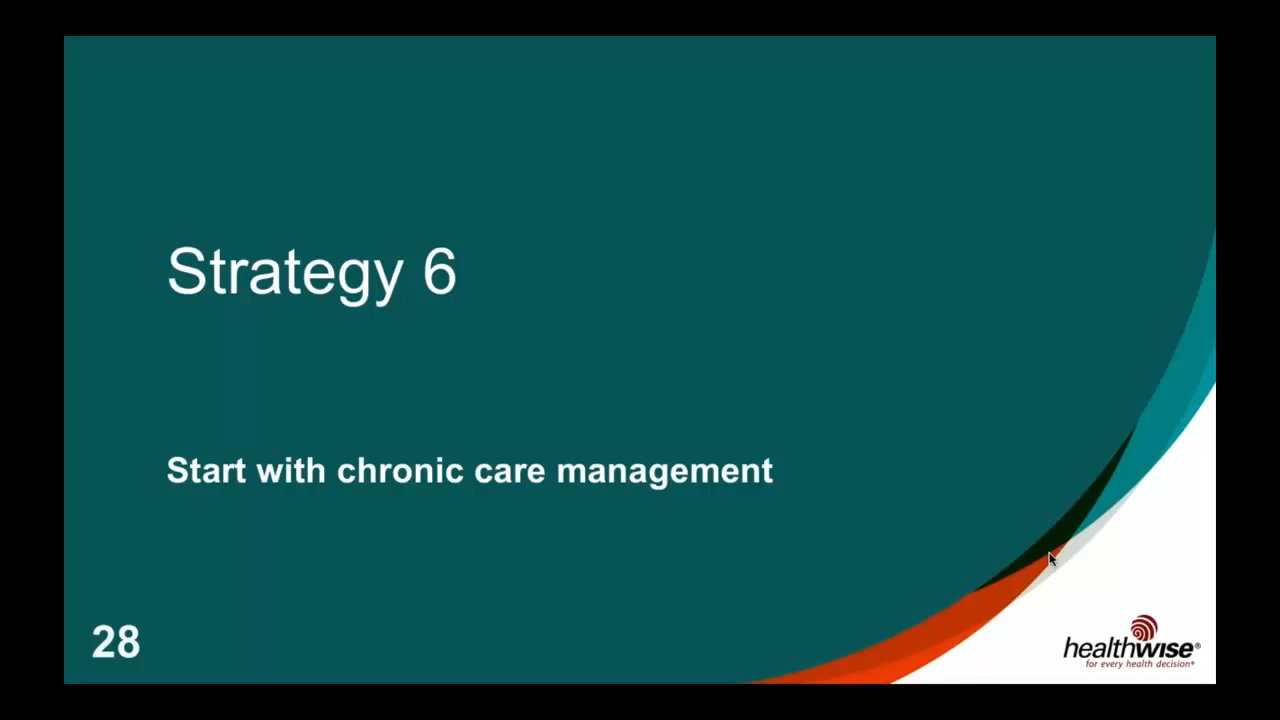 Strategy 6
Start with chronic care management
28
healthwise®
for every health decision®